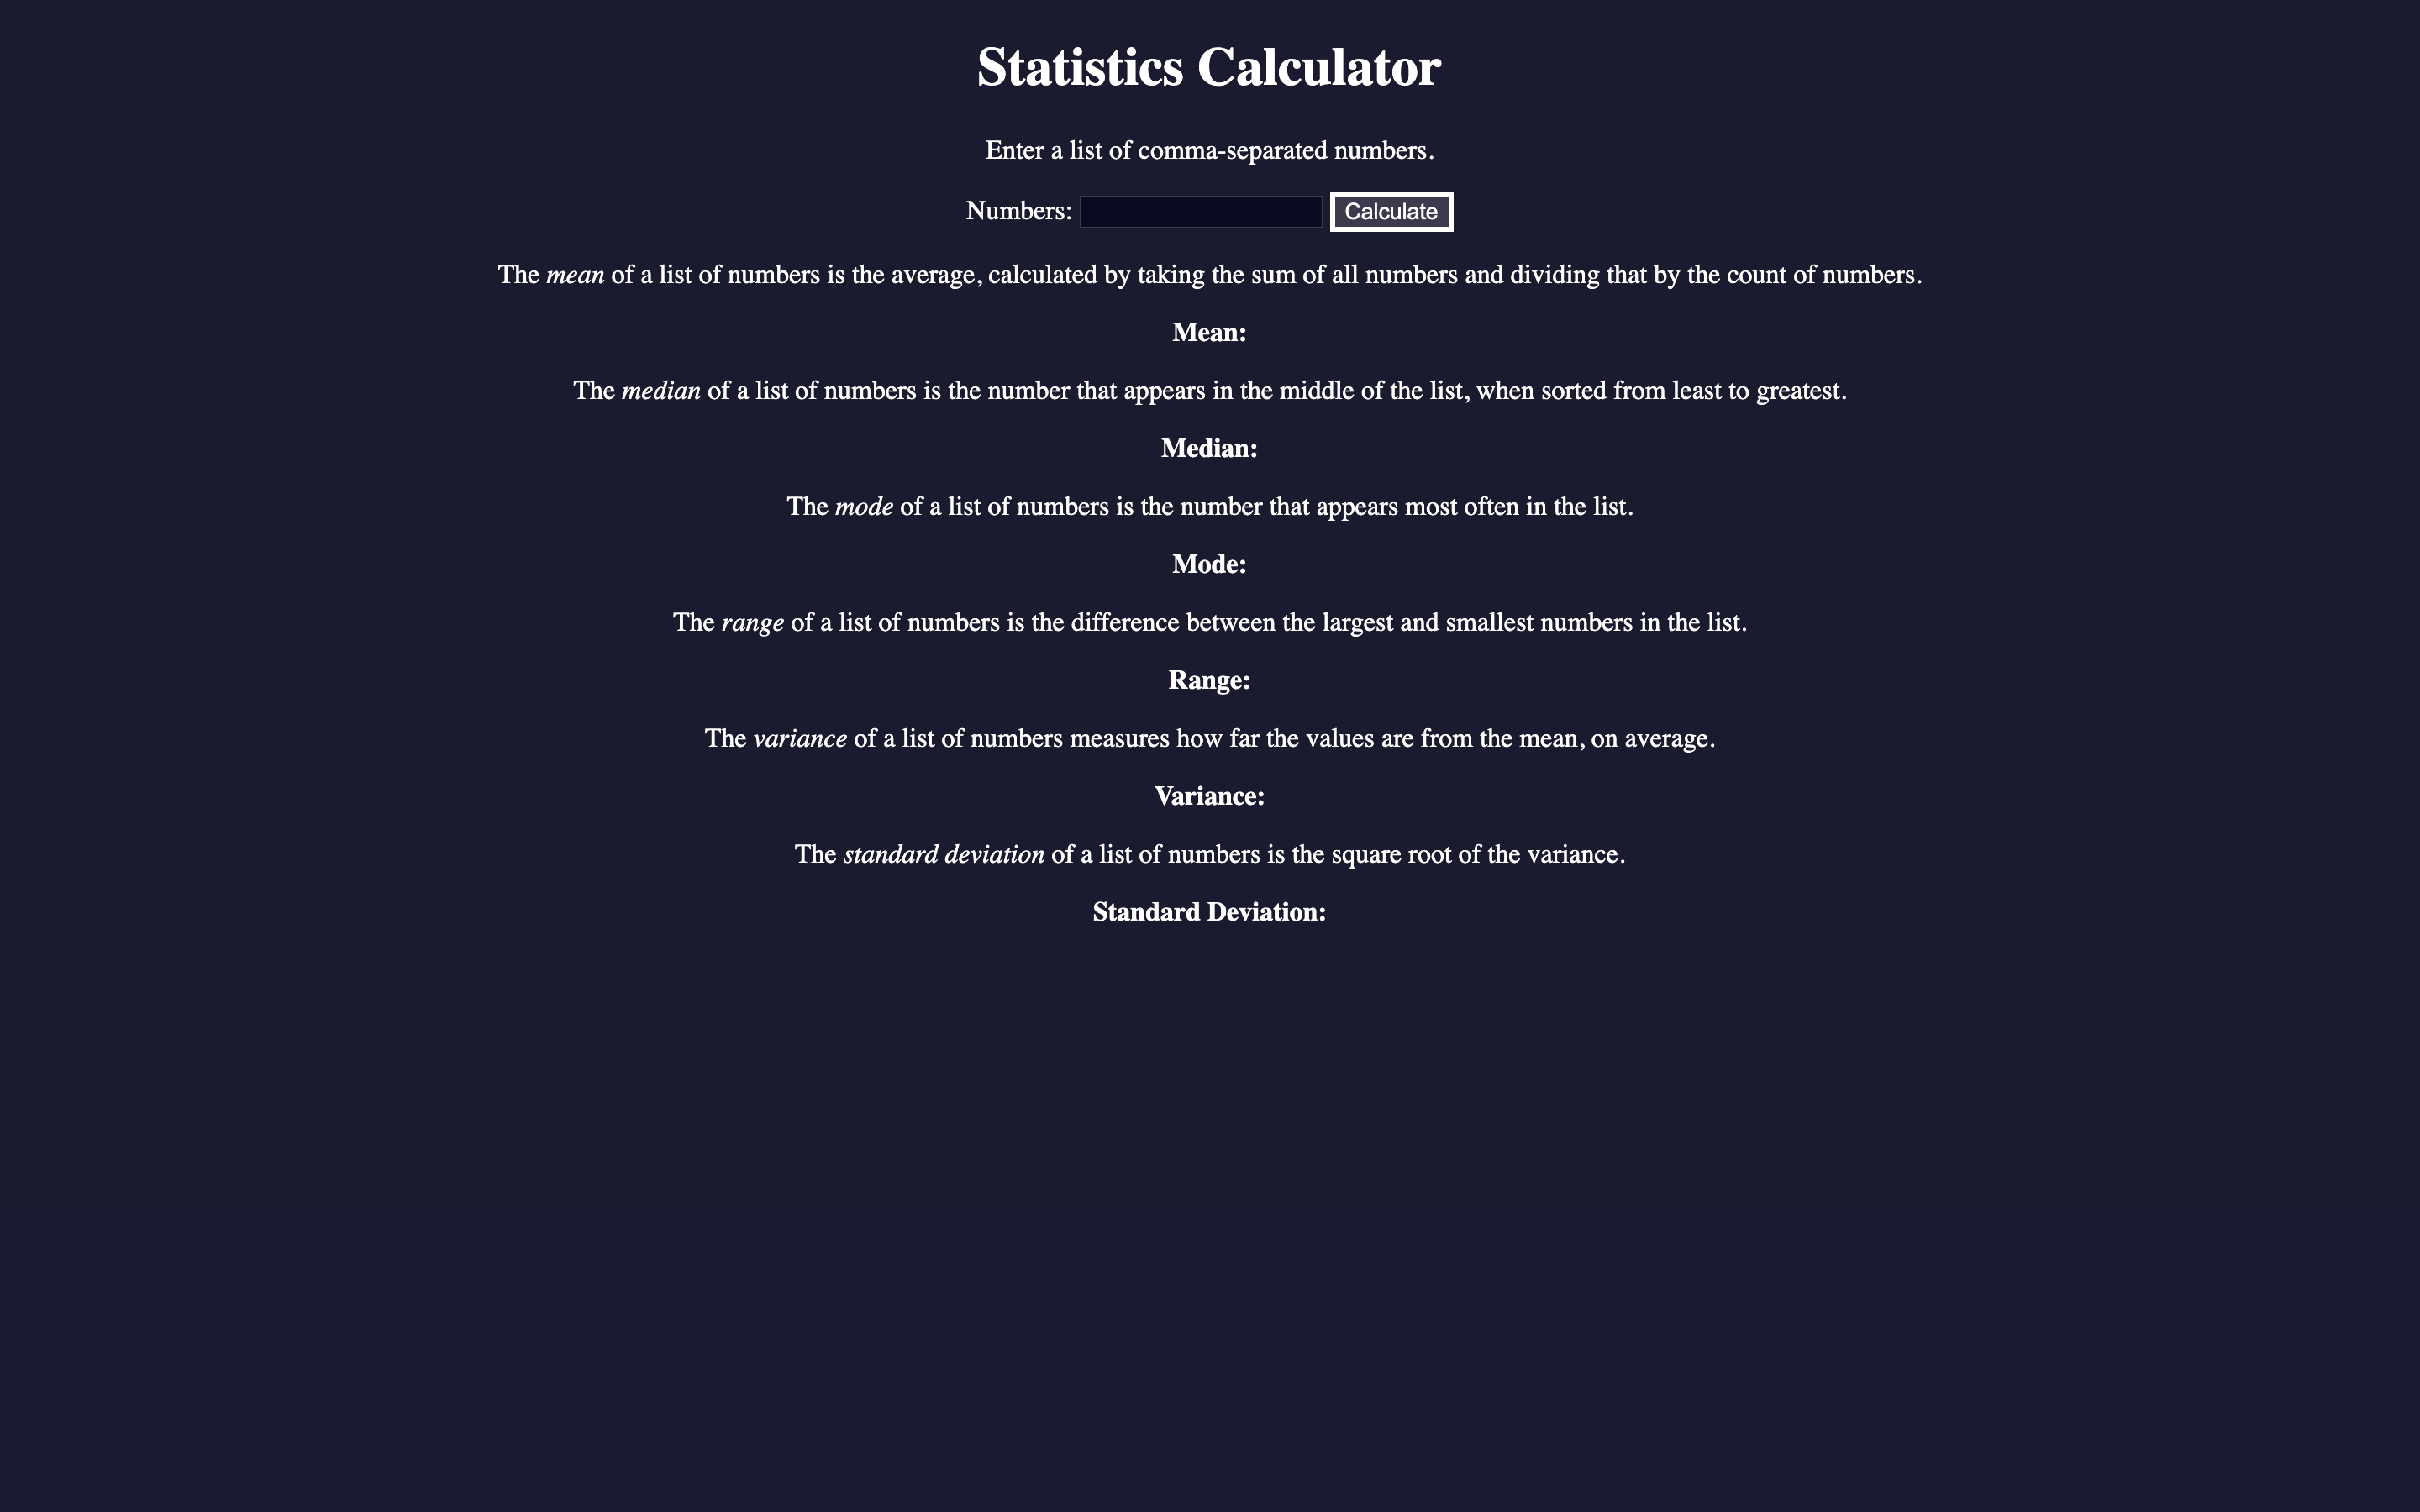 Statistics Calculator
Enter a list of comma-separated numbers.
Numbers: Calculate
The mean of a list of numbers is the average, calculated by taking the sum of all numbers and dividing that by the count of numbers.
Mean:
The median of a list of numbers is the number that appears in the middle of the list, when sorted from least to greatest.
Median:
The mode of a list of numbers is the number that appears most often in the list.
Mode:
The range of a list of numbers is the difference between the largest and smallest numbers in the list.
Range:
The variance of a list of numbers measures how far the values are from the mean, on average.
Variance:
The standard deviation of a list of numbers is the square root of the variance.
Standard Deviation: